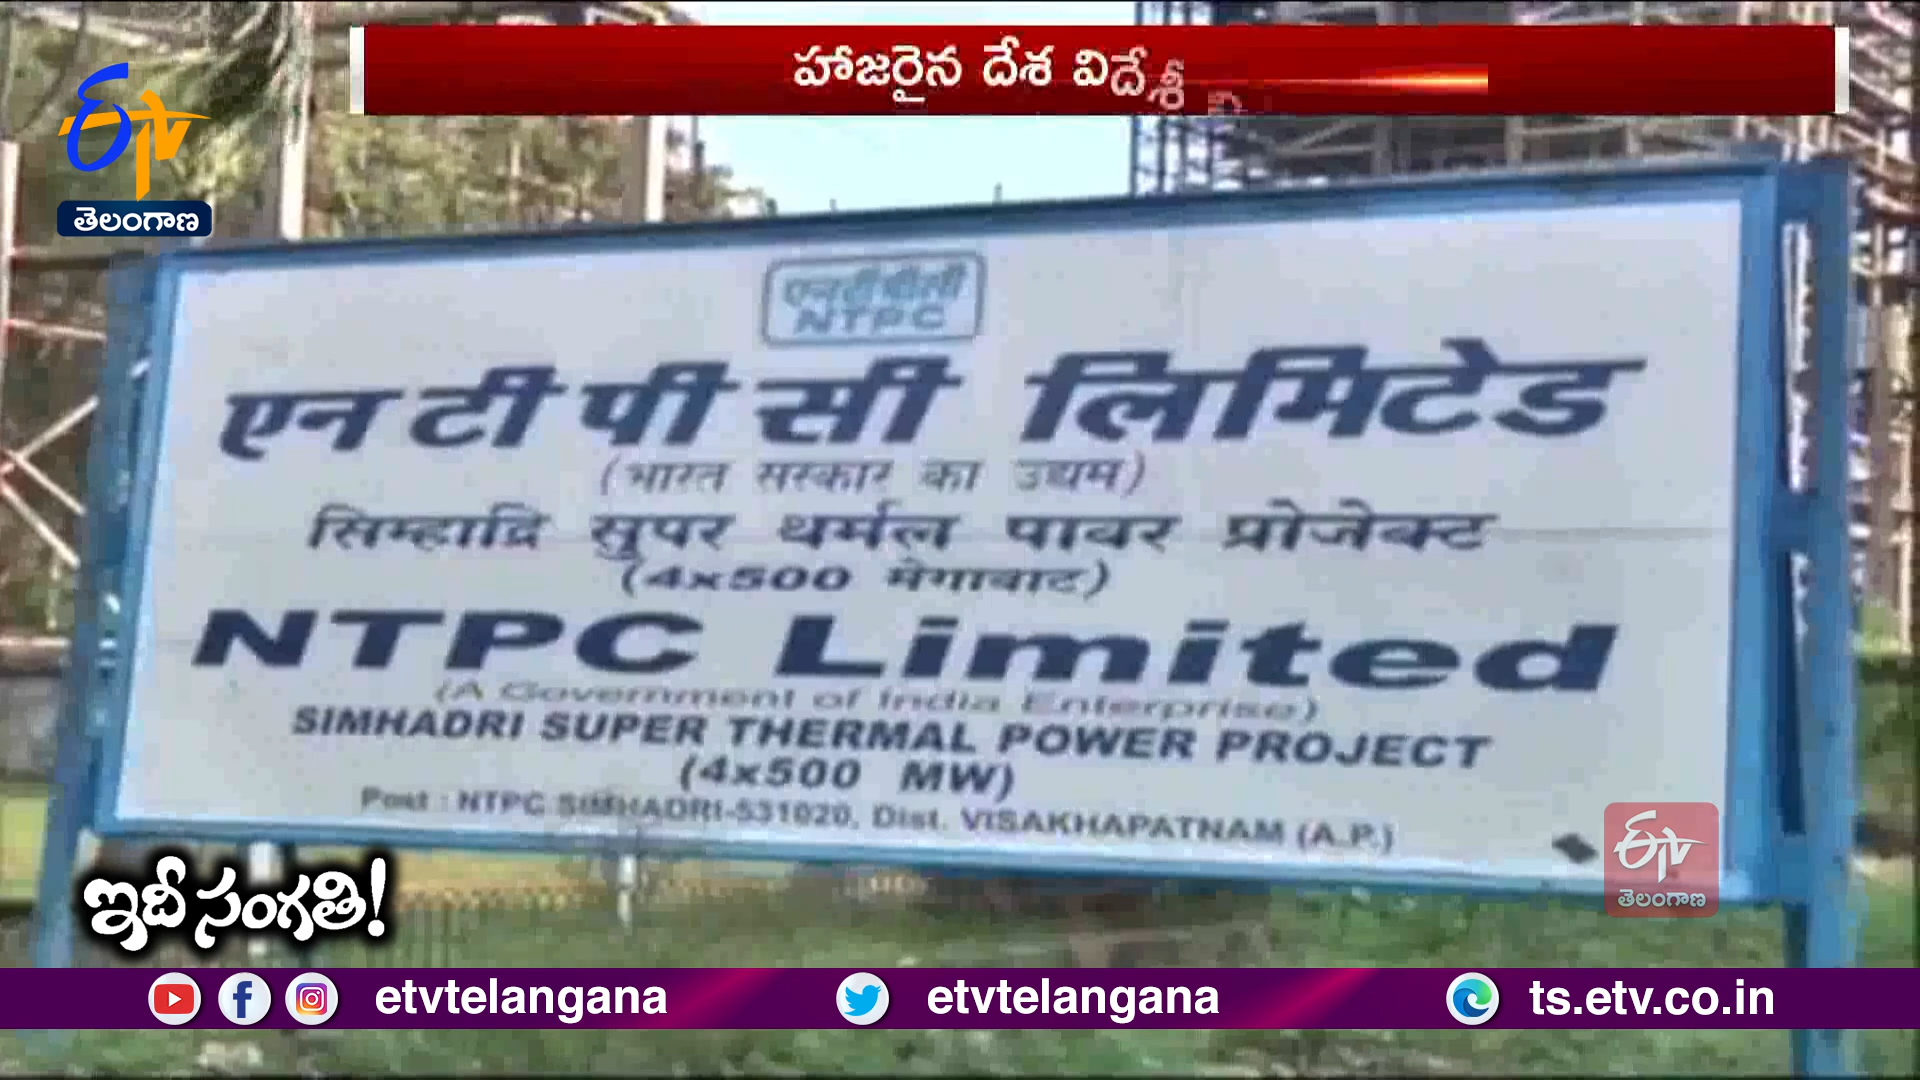 హాజరైన దేశ విదేశీ
ETV
తెలంగాణ
एनटीपीसी
NTPC
एन टी पी सी लिमिटेड
(भारत सरकार का उद्यम)
सिम्हाद्रि सुपर थर्मल पावर प्रोजेक्ट
(4x500 मेगावाट)
NTPC Limited
(A Government of India Enterprise)
SIMHADRI SUPER THERMAL POWER PROJECT
(4x500 MW)
Post : NTPC SIMHADRI-531020, Dist. VISAKHAPATNAM (A.P.)
ETV
తెలంగాణ
ఇదీ సంగతి!
etvtelangana
etvtelangana
ts.etv.co.in